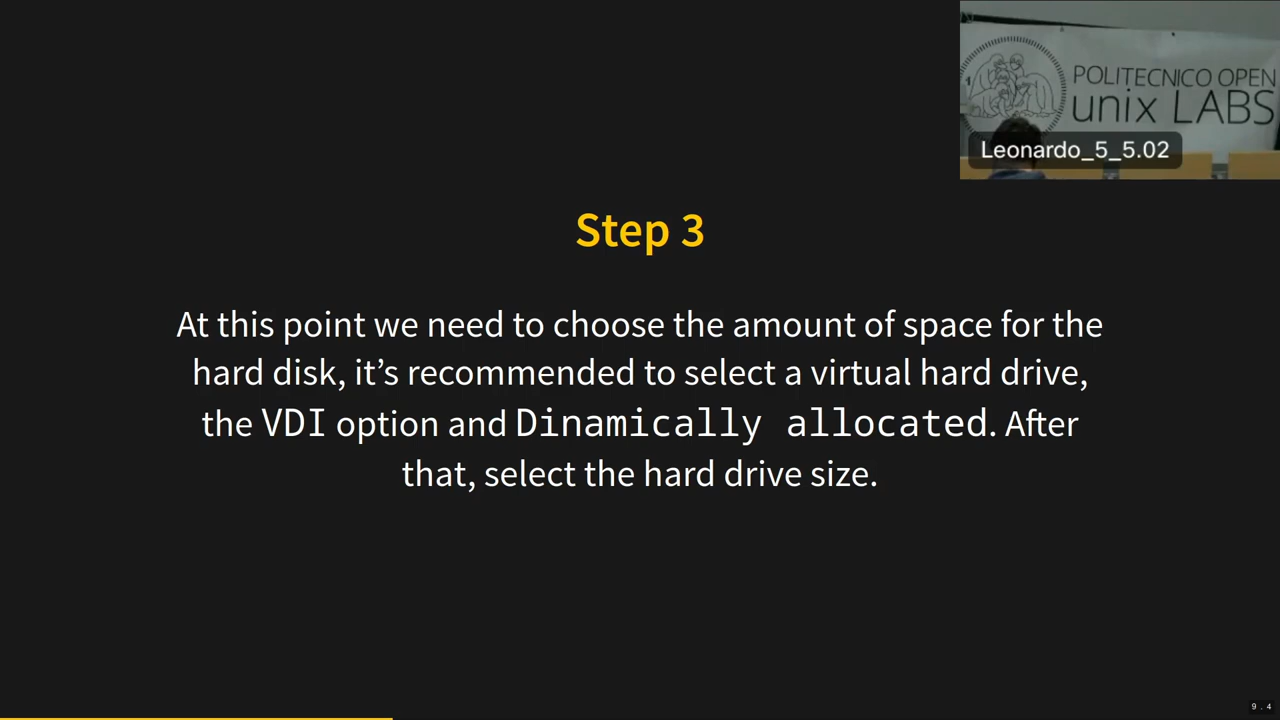 POLITECNICO OPEN
unix LABS
Leonardo_5_5.02
Step 3
At this point we need to choose the amount of space for the
hard disk, it’s recommended to select a virtual hard drive,
the VDI option and Dinamically allocated. After
that, select the hard drive size.
9.4